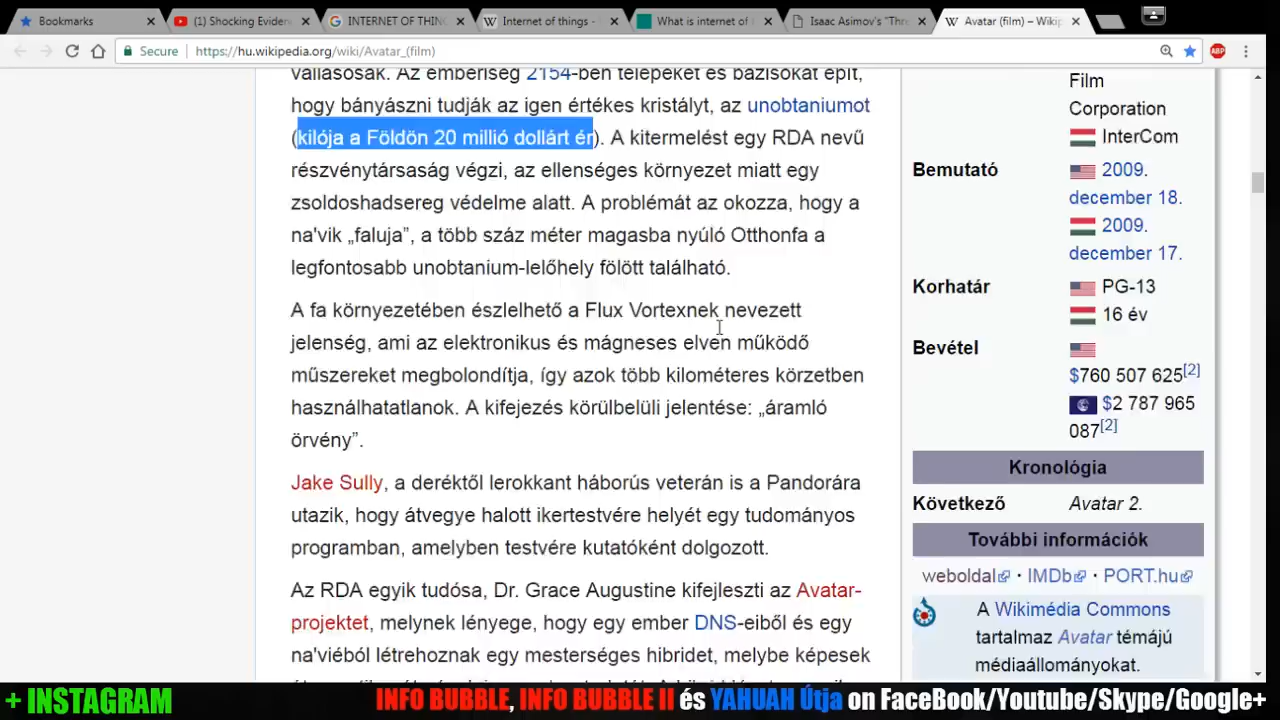 Bookmarks
(1) Shocking Eviden
INTERNET OF THIN
Internet of things -
What is internet of
Isaac Asimov's "Thre
Avatar (film) – Wikip
Secure
https://hu.wikipedia.org/wiki/Avatar_(film)
ABP
vallásosak. Az emberiség 2154-ben telepeket és bázisokat épít,
hogy bányászni tudják az igen értékes kristályt, az unobtaniumot
(kilója a Földön 20 millió dollárt ér). A kitermelést egy RDA nevű
részvénytársaság végzi, az ellenséges környezet miatt egy
zsoldoshadsereg védelme alatt. A problémát az okozza, hogy a
na'vik „faluja”, a több száz méter magasba nyúló Otthonfa a
legfontosabb unobtanium-lelőhely fölött található.
A fa környezetében észlelhető a Flux Vortexnek nevezett
jelenség, ami az elektronikus és mágneses elven működő
műszereket megbolondítja, így azok több kilométeres körzetben
használhatatlanok. A kifejezés körülbelüli jelentése: „áramló
örvény”.
Jake Sully, a deréktől lerokkant háborús veterán is a Pandorára
utazik, hogy átvegye halott ikertestvére helyét egy tudományos
programban, amelyben testvére kutatóként dolgozott.
Az RDA egyik tudósa, Dr. Grace Augustine kifejleszti az Avatar-
projektet, melynek lényege, hogy egy ember DNS-eiből és egy
na'viéból létrehoznak egy mesterséges hibridet, melybe képesek
Film
Corporation
InterCom
Bemutató
2009.
december 18.
2009.
december 17.
Korhatár
PG-13
16 év
Bevétel
$760 507 625[2]
$2 787 965
087[2]
Kronológia
Következő Avatar 2.
További információk
weboldal · IMDb · PORT.hu
A Wikimédia Commons
tartalmaz Avatar témájú
médiaállományokat.
+ INSTAGRAM
INFO BUBBLE, INFO BUBBLE II és YAHUAH Útja on FaceBook/Youtube/Skype/Google+